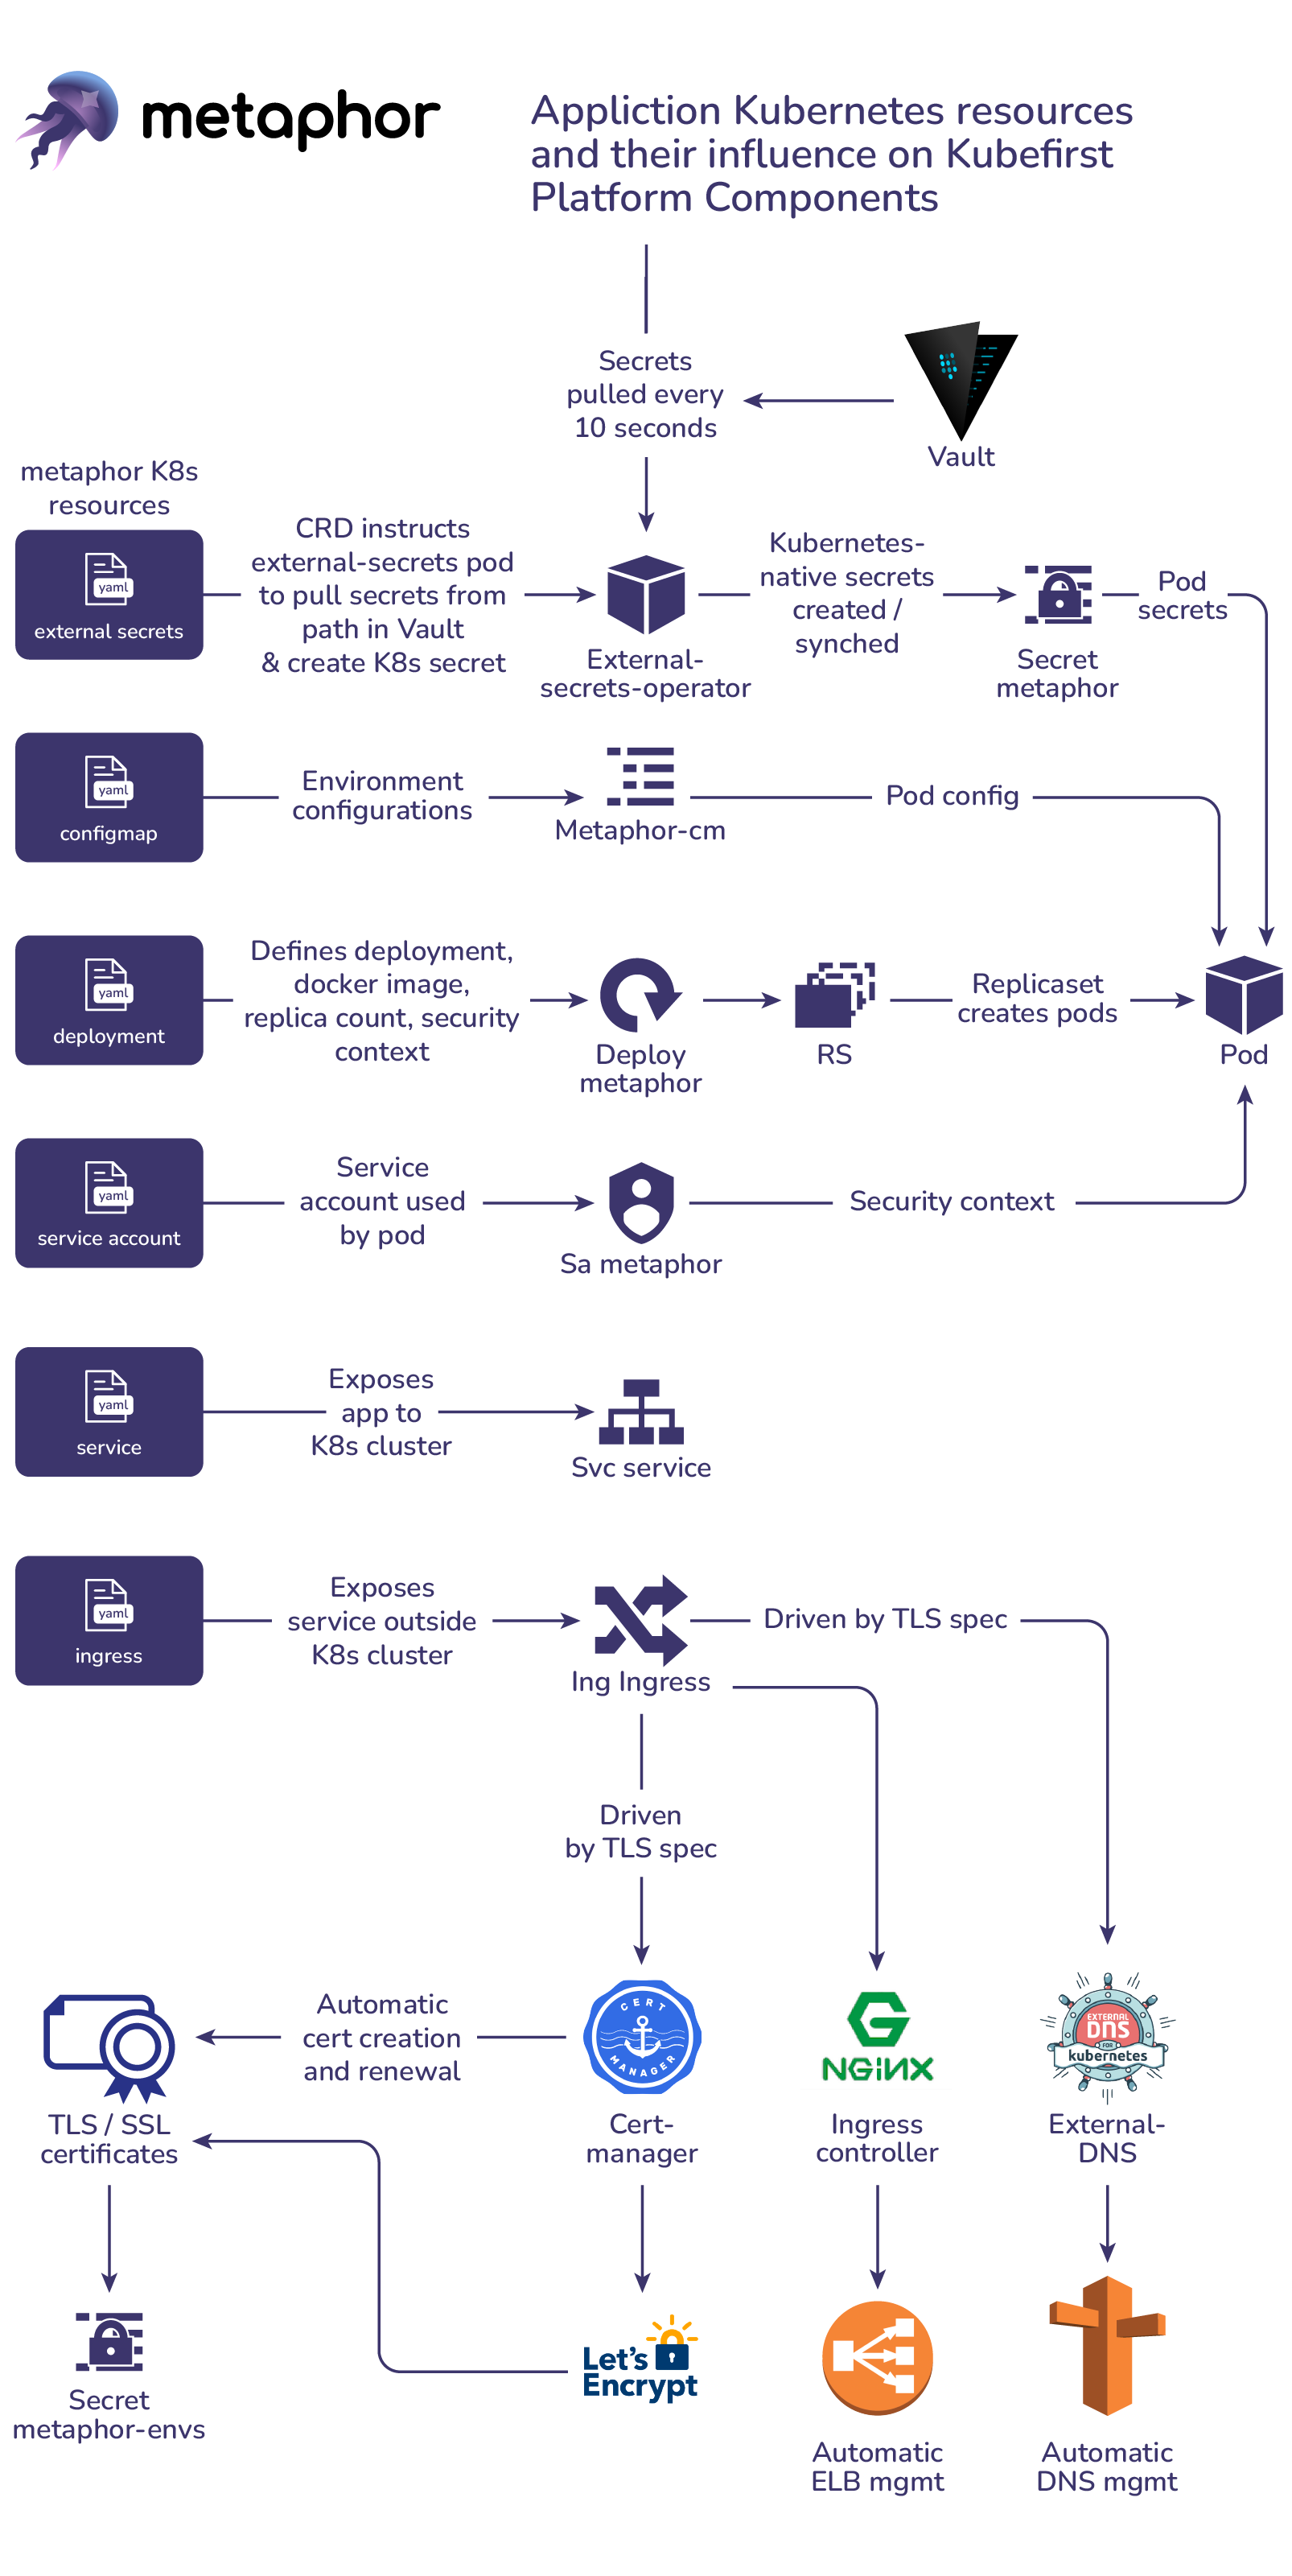 metaphor
Appliction Kubernetes resources
and their influence on Kubefirst
Platform Components
Secrets
pulled every
10 seconds
Vault
metaphor K8s
resources
yaml
external secrets
CRD instructs
external-secrets pod
to pull secrets from
path in Vault
& create K8s secret
External-
secrets-operator
Kubernetes-
native secrets
created /
synched
Secret
metaphor
Pod
secrets
yaml
configmap
Environment
configurations
Metaphor-cm
Pod config
yaml
deployment
Defines deployment,
docker image,
replica count, security
context
Deploy
metaphor
RS
Replicaset
creates pods
Pod
yaml
service account
Service
account used
by pod
Sa metaphor
Security context
yaml
service
Exposes
app to
K8s cluster
Svc service
yaml
ingress
Exposes
service outside
K8s cluster
Ing Ingress
Driven by TLS spec
Driven
by TLS spec
TLS / SSL
certificates
Automatic
cert creation
and renewal
CERT
MANAGER
Cert-
manager
G
NGiNX
Ingress
controller
EXTERNAL
DNS
FOR
kubernetes
External-
DNS
Secret
metaphor-envs
Let's
Encrypt
Automatic
ELB mgmt
Automatic
DNS mgmt